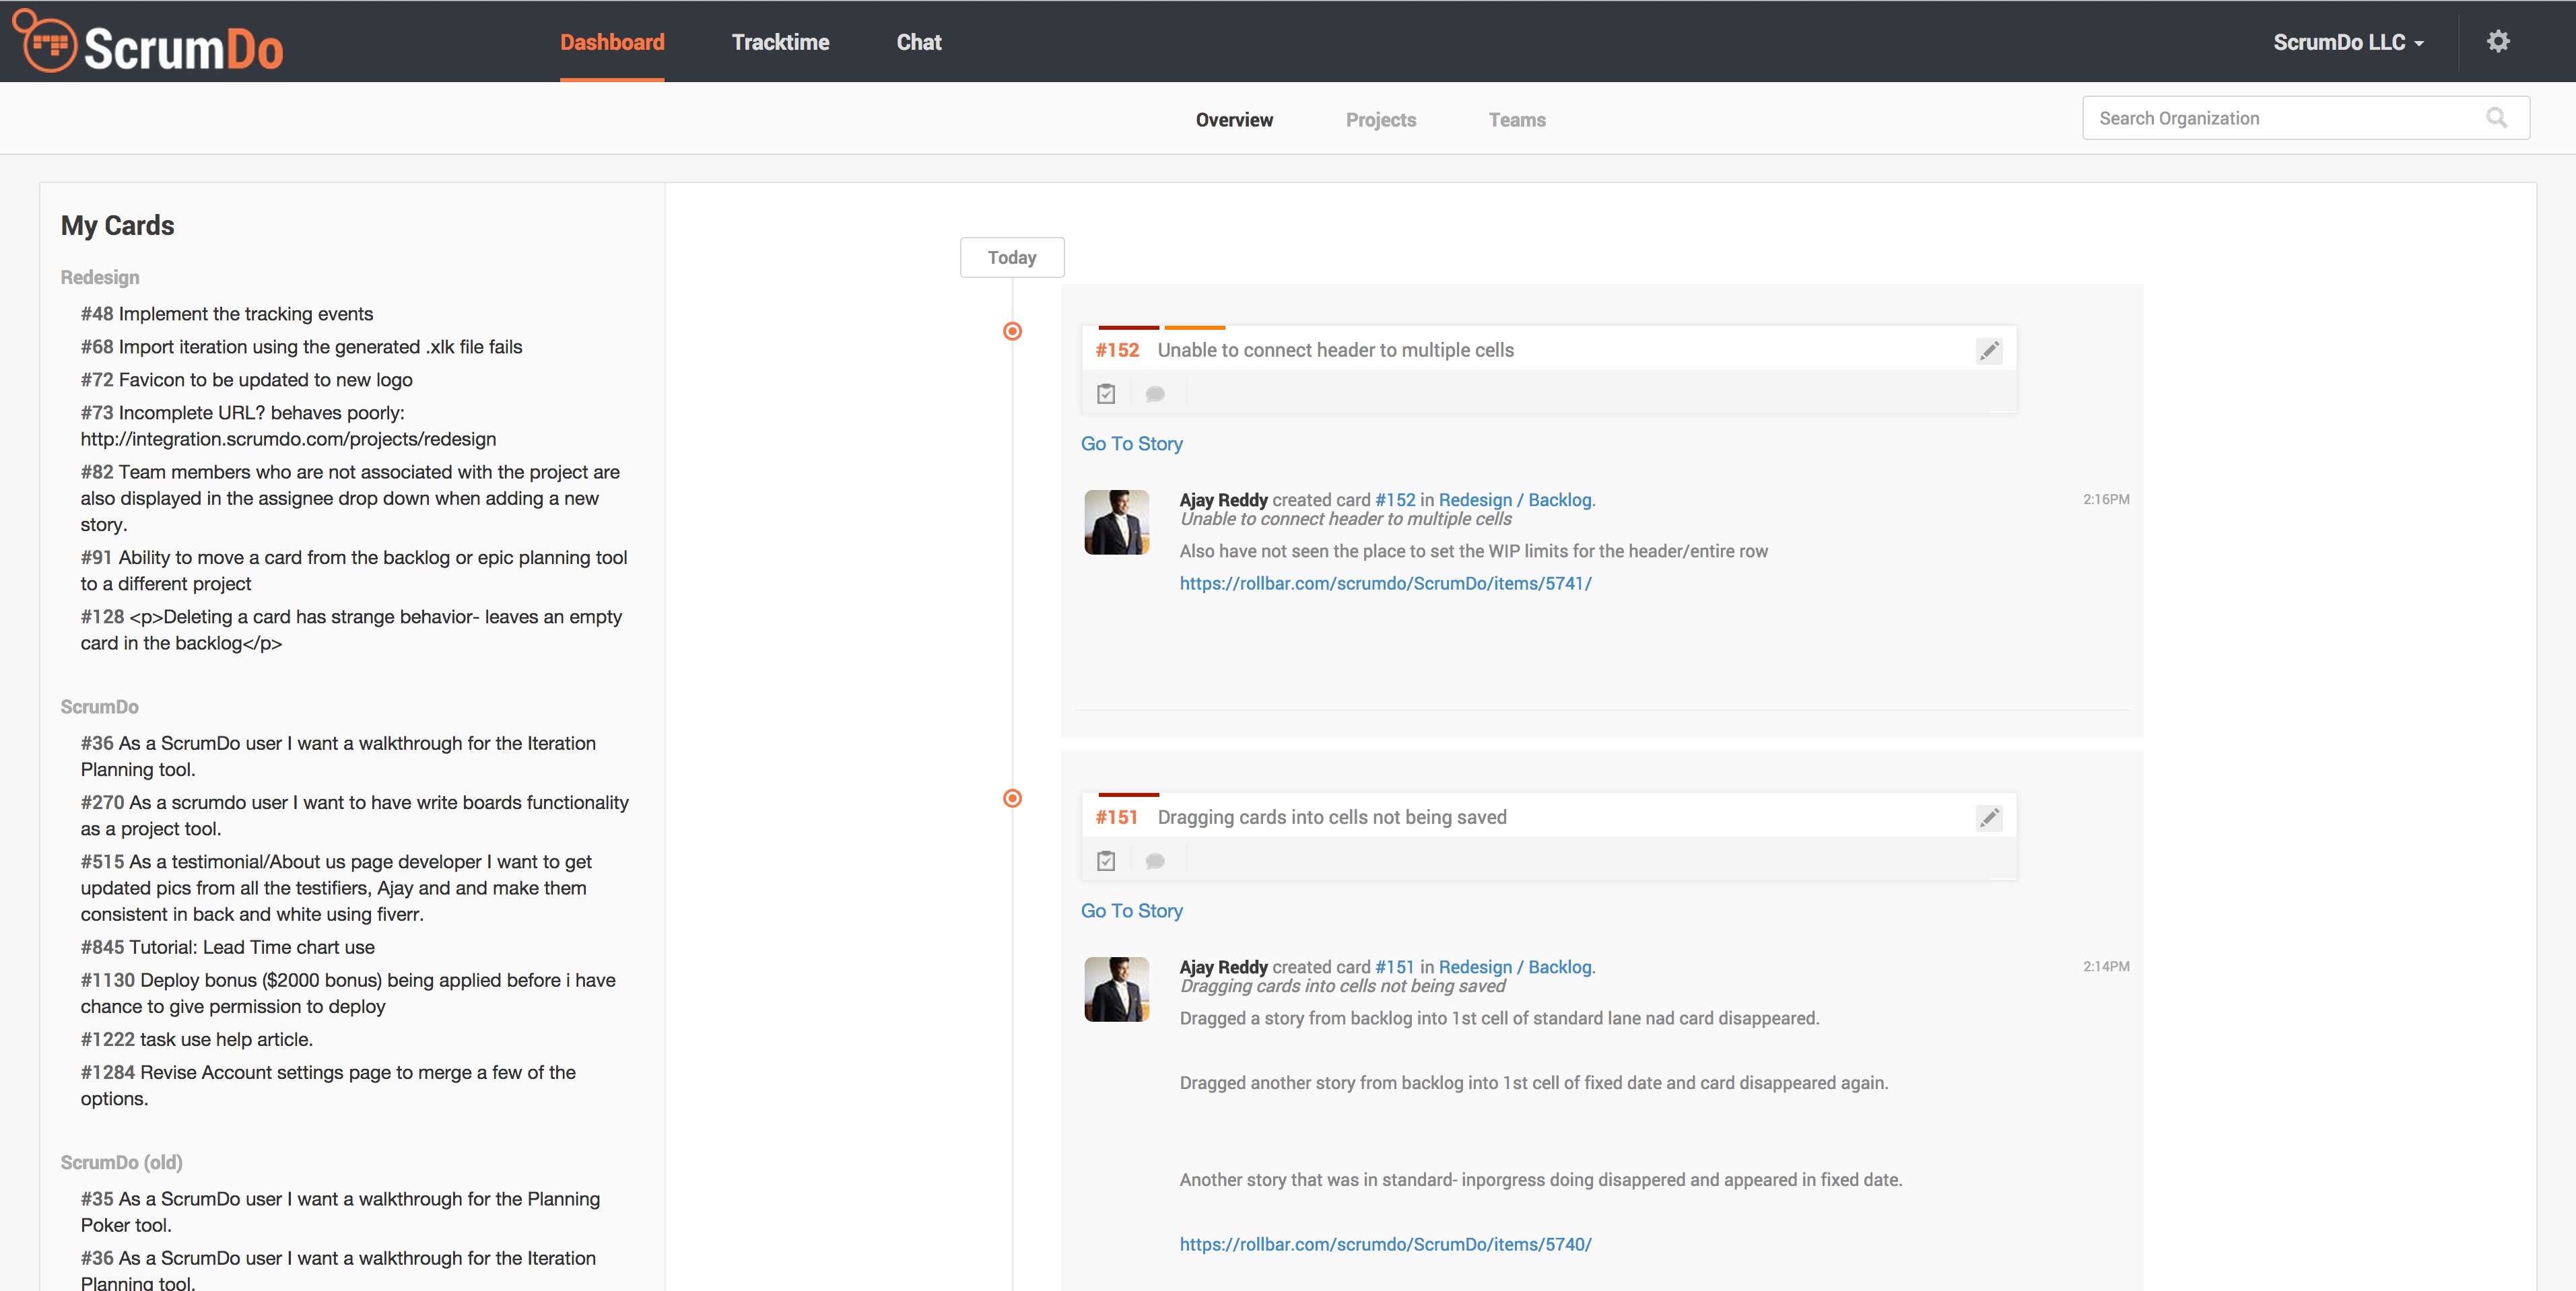 ScrumDo
Dashboard
Tracktime
Chat
ScrumDo LLC
Overview
Projects
Teams
Search Organization
My Cards
Redesign
#48 Implement the tracking events
#68 Import iteration using the generated .xlk file fails
#72 Favicon to be updated to new logo
#73 Incomplete URL? behaves poorly:
http://integration.scrumdo.com/projects/redesign
#82 Team members who are not associated with the project are
also displayed in the assignee drop down when adding a new
story.
#91 Ability to move a card from the backlog or epic planning tool
to a different project
#128 <p>Deleting a card has strange behavior- leaves an empty
card in the backlog</p>
ScrumDo
#36 As a ScrumDo user I want a walkthrough for the Iteration
Planning tool.
#270 As a scrumdo user I want to have write boards functionality
as a project tool.
#515 As a testimonial/About us page developer I want to get
updated pics from all the testifiers, Ajay and and make them
consistent in back and white using fiverr.
#845 Tutorial: Lead Time chart use
#1130 Deploy bonus ($2000 bonus) being applied before i have
chance to give permission to deploy
#1222 task use help article.
#1284 Revise Account settings page to merge a few of the
options.
ScrumDo (old)
#35 As a ScrumDo user I want a walkthrough for the Planning
Poker tool.
#36 As a ScrumDo user I want a walkthrough for the Iteration
Planning tool.
Today
#152 Unable to connect header to multiple cells
Go To Story
Ajay Reddy created card #152 in Redesign / Backlog.
2:16PM
Unable to connect header to multiple cells
Also have not seen the place to set the WIP limits for the header/entire row
https://rollbar.com/scrumdo/ScrumDo/items/5741/
#151 Dragging cards into cells not being saved
Go To Story
Ajay Reddy created card #151 in Redesign / Backlog.
2:14PM
Dragging cards into cells not being saved
Dragged a story from backlog into 1st cell of standard lane nad card disappeared.
Dragged another story from backlog into 1st cell of fixed date and card disappeared again.
Another story that was in standard- inporgress doing disappered and appeared in fixed date.
https://rollbar.com/scrumdo/ScrumDo/items/5740/